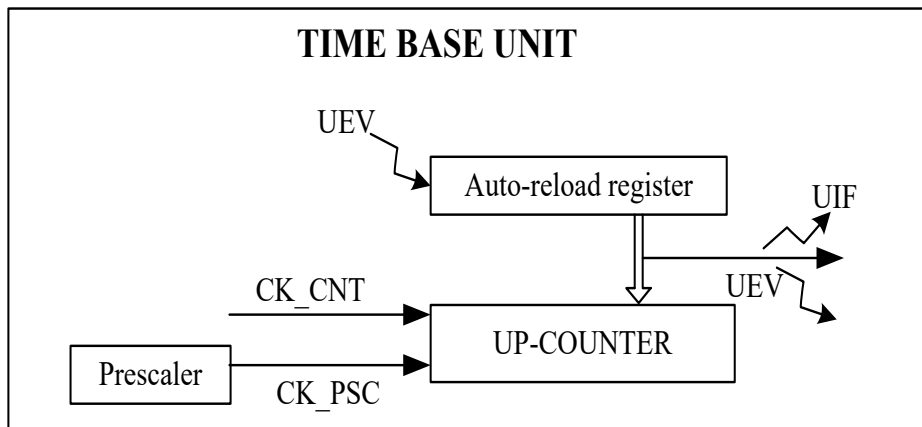 TIME BASE UNIT
UEV
Auto-reload register
UIF
UEV
CK_CNT
UP-COUNTER
Prescaler
CK_PSC